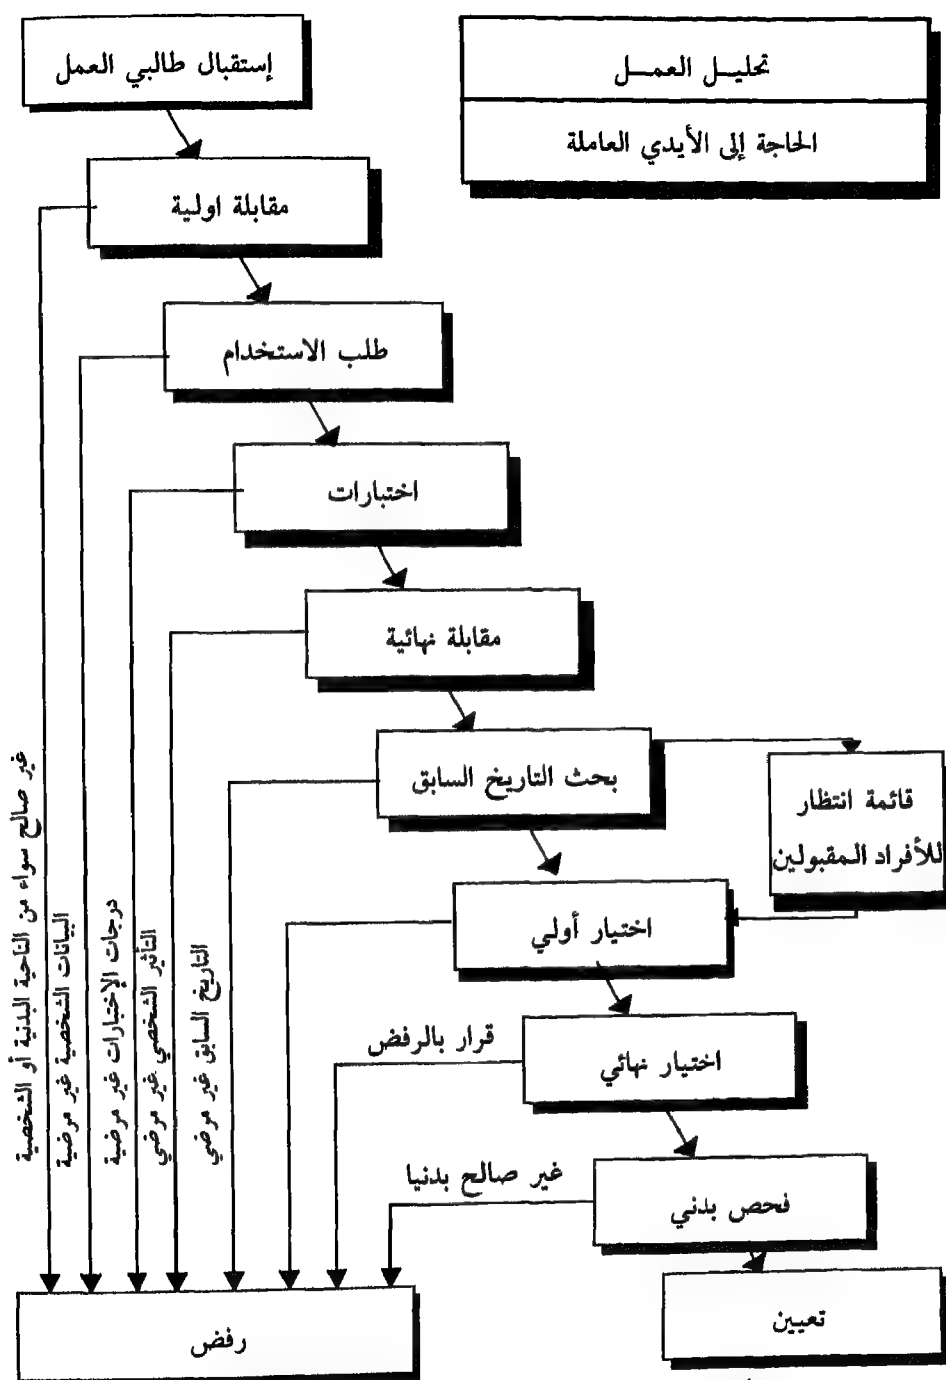 تحليل العمل
الحاجة إلى الأيدي العاملة
إستقبال طالبي العمل
مقابلة اولية
طلب الاستخدام
اختبارات
مقابلة نهائية
بحث التاريخ السابق
قائمة انتظار
للأفراد المقبولين
اختيار أولي
اختيار نهائي
قرار بالرفض
فحص بدني
غير صالح بدنيا
تعيين
رفض
غير صالح سواء من الناحية البدنية أو الشخصية
البيانات الشخصية غير مرضية
درجات الإختبارات غير مرضية
التأثير الشخصي غير مرضي
التاريخ السابق غير مرضي